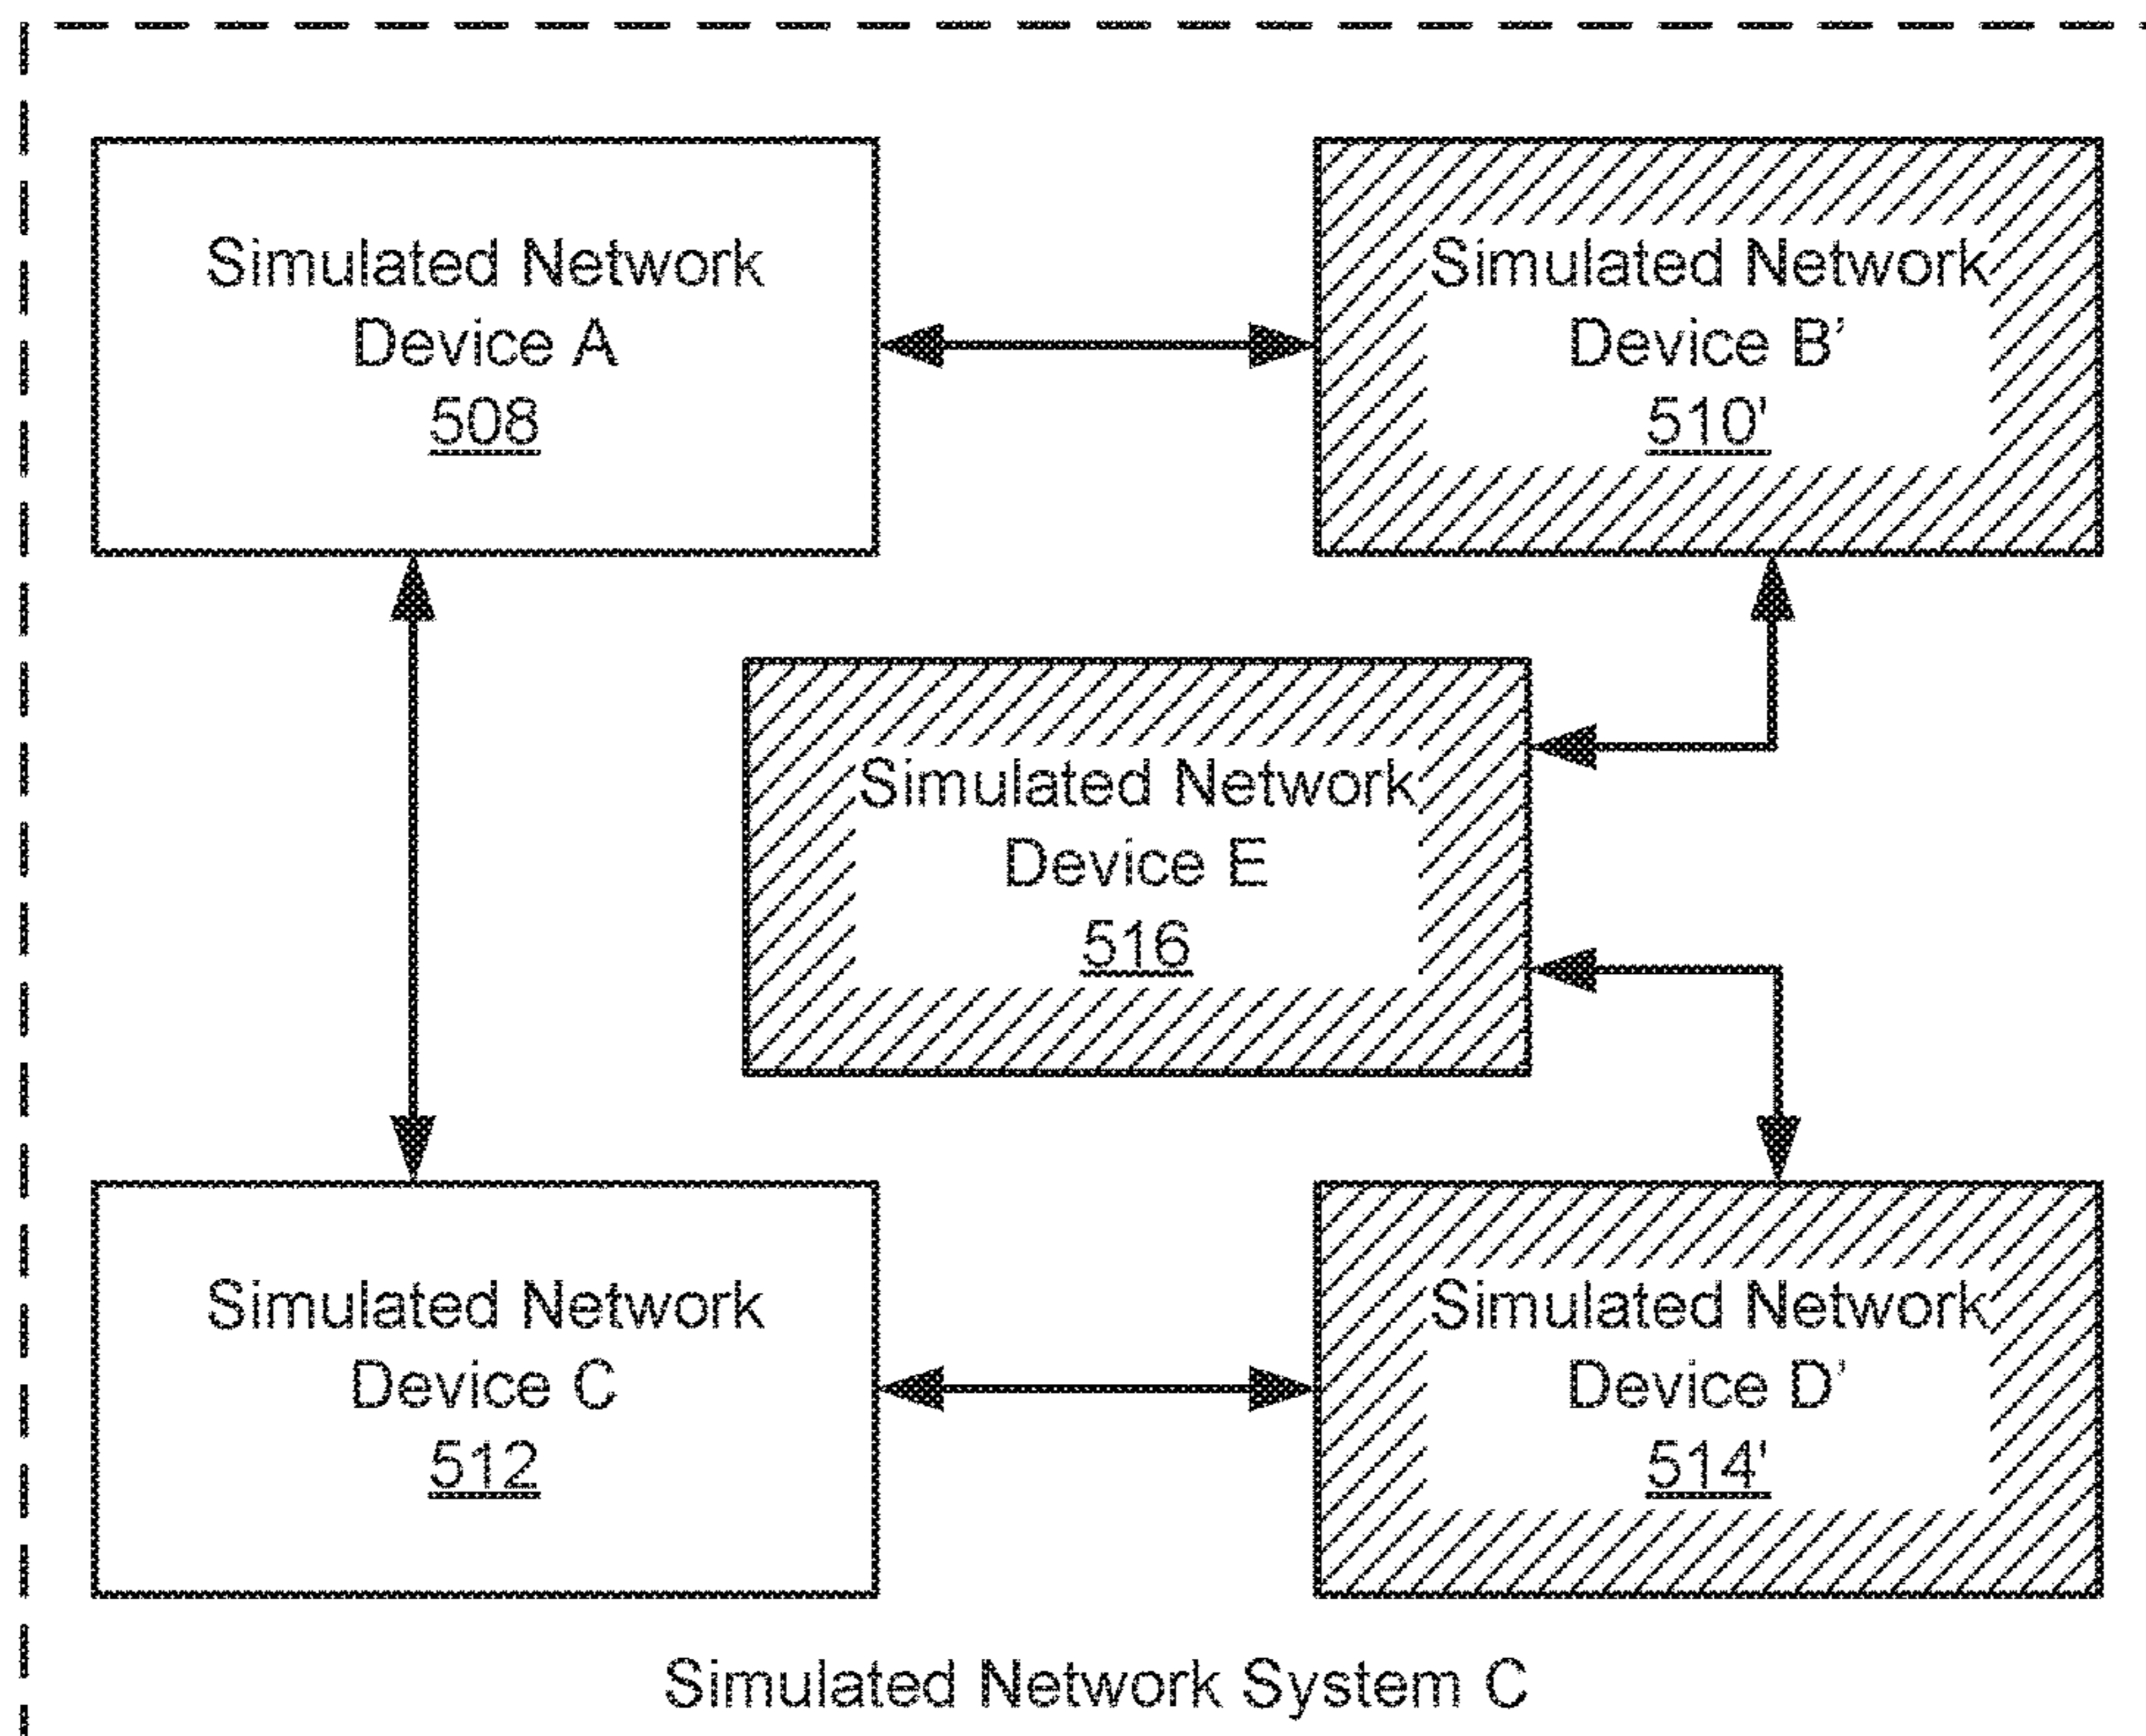 Simulated Network
Device A
508
Simulated Network
Device B’
510'
Simulated Network
Device E
516
Simulated Network
Device C
512
Simulated Network
Device D’
514'
Simulated Network System C